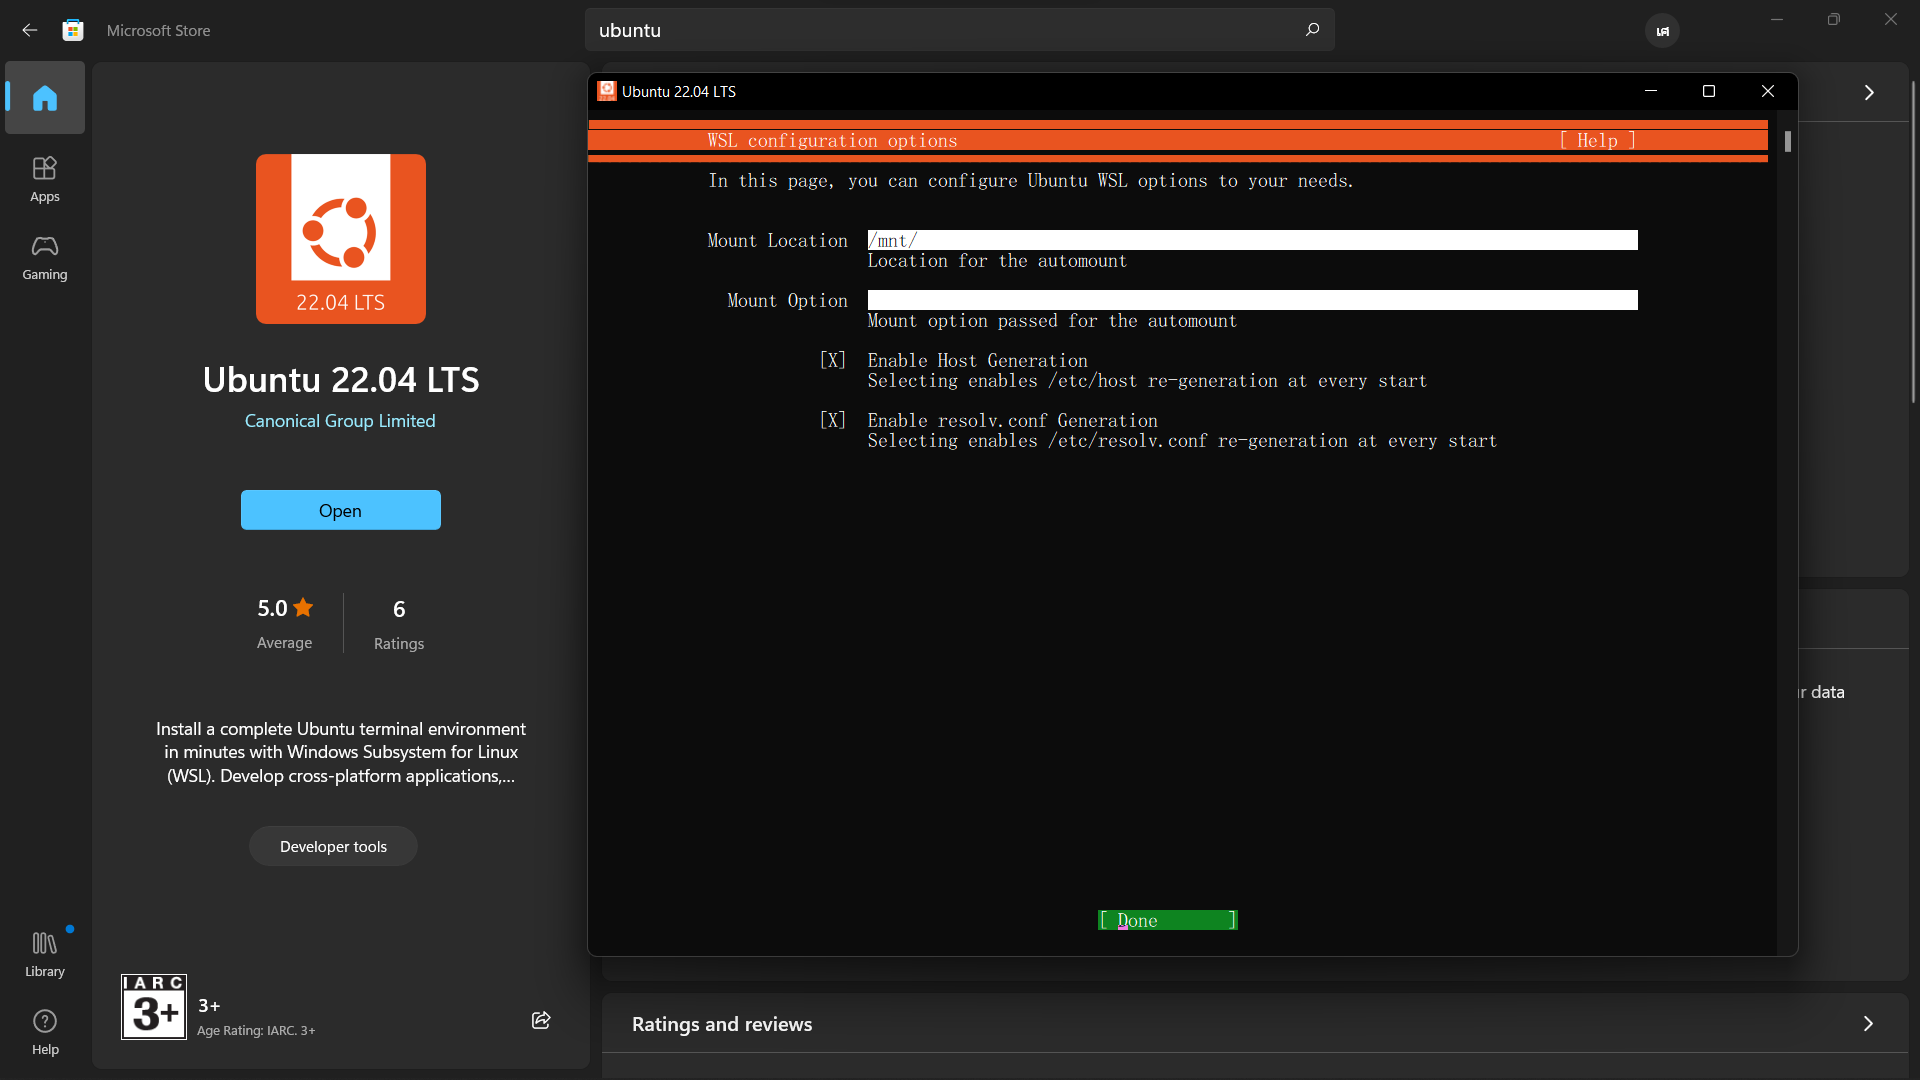 Microsoft Store
ubuntu
เศ
Apps
Gaming
Library
Help
22.04 LTS
Ubuntu 22.04 LTS
Canonical Group Limited
Open
5.0
Average
6
Ratings
Install a complete Ubuntu terminal environment
in minutes with Windows Subsystem for Linux
(WSL). Develop cross-platform applications,...
Developer tools
IARC
3+
3+
Age Rating: IARC. 3+
22.04
Ubuntu 22.04 LTS
WSL configuration options [ Help ]
In this page, you can configure Ubuntu WSL options to your needs.
Mount Location /mnt/
Location for the automount
Mount Option
Mount option passed for the automount
[X] Enable Host Generation
Selecting enables /etc/host re-generation at every start
[X] Enable resolv.conf Generation
Selecting enables /etc/resolv.conf re-generation at every start
[ Done ]
r data
Ratings and reviews